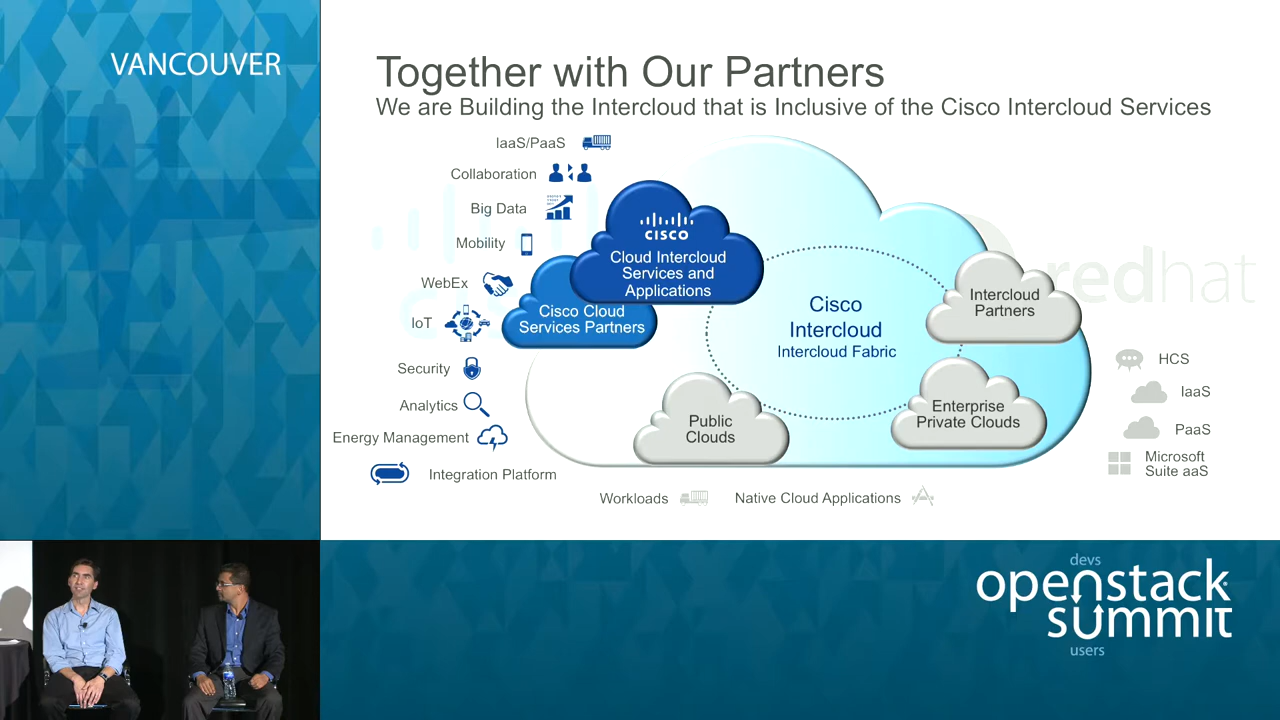 VANCOUVER
Together with Our Partners
We are Building the Intercloud that is Inclusive of the Cisco Intercloud Services
IaaS/PaaS
Collaboration
Big Data
Mobility
WebEx
IoT
Security
Analytics
Energy Management
Integration Platform
CISCO
Cloud Intercloud
Services and
Applications
Cisco Cloud
Services Partners
Cisco
Intercloud
Intercloud Fabric
Intercloud
Partners
Public
Clouds
Enterprise
Private Clouds
redhat
HCS
IaaS
PaaS
Microsoft
Suite aaS
Workloads
Native Cloud Applications
devs
openstack
summit
users